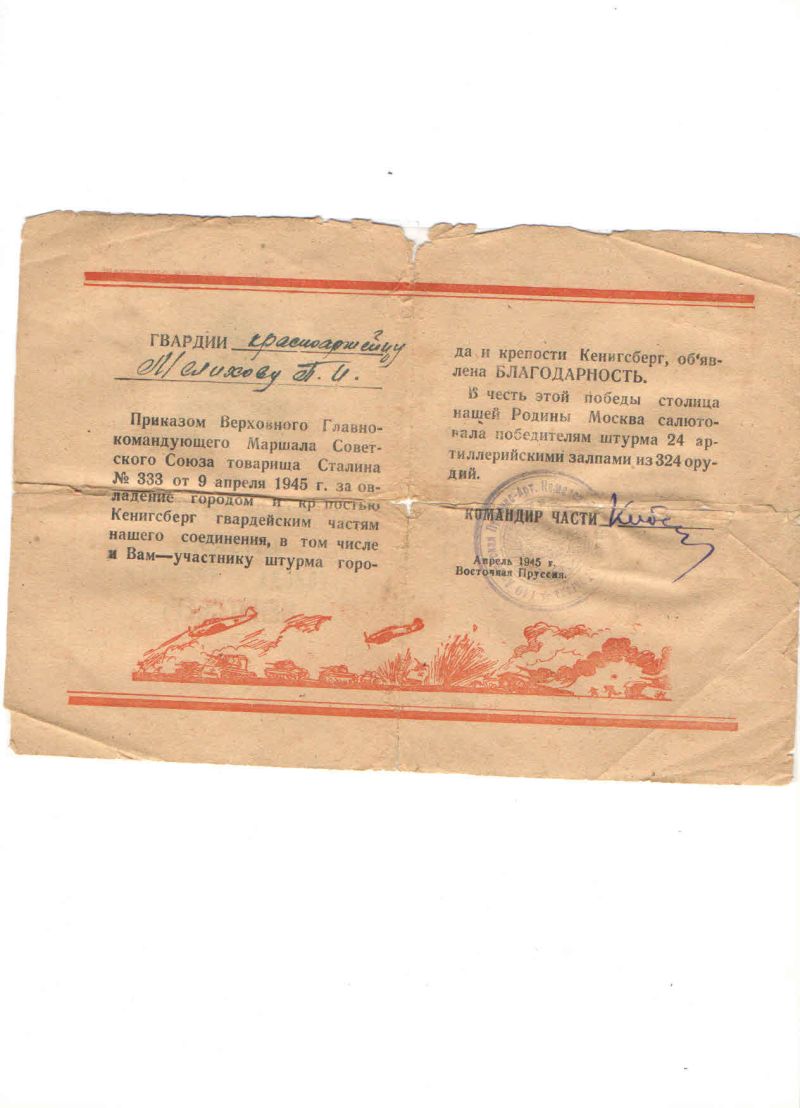 ГВАРДИИ красноармейцу
Мелихову П. И.
Приказом Верховного Главно-
командующего Маршала Совет-
ского Союза товарища Сталина
№ 333 от 9 апреля 1945 г. за ов-
ладение городом и кр постью
Кенигсберг гвардейским частям
нашего соединения, в том числе
и Вам—участнику штурма горо-
да и крепости Кенигсберг, об‘яв-
лена БЛАГОДАРНОСТЬ.
В честь этой победы столица
нашей Родины Москва салюто-
вала победителям штурма 24 ар-
тиллерийскими залпами из 324 ору-
дий.
КОМАНДИР ЧАСТИ
Апрель 1945 г.
Восточная Пруссия.